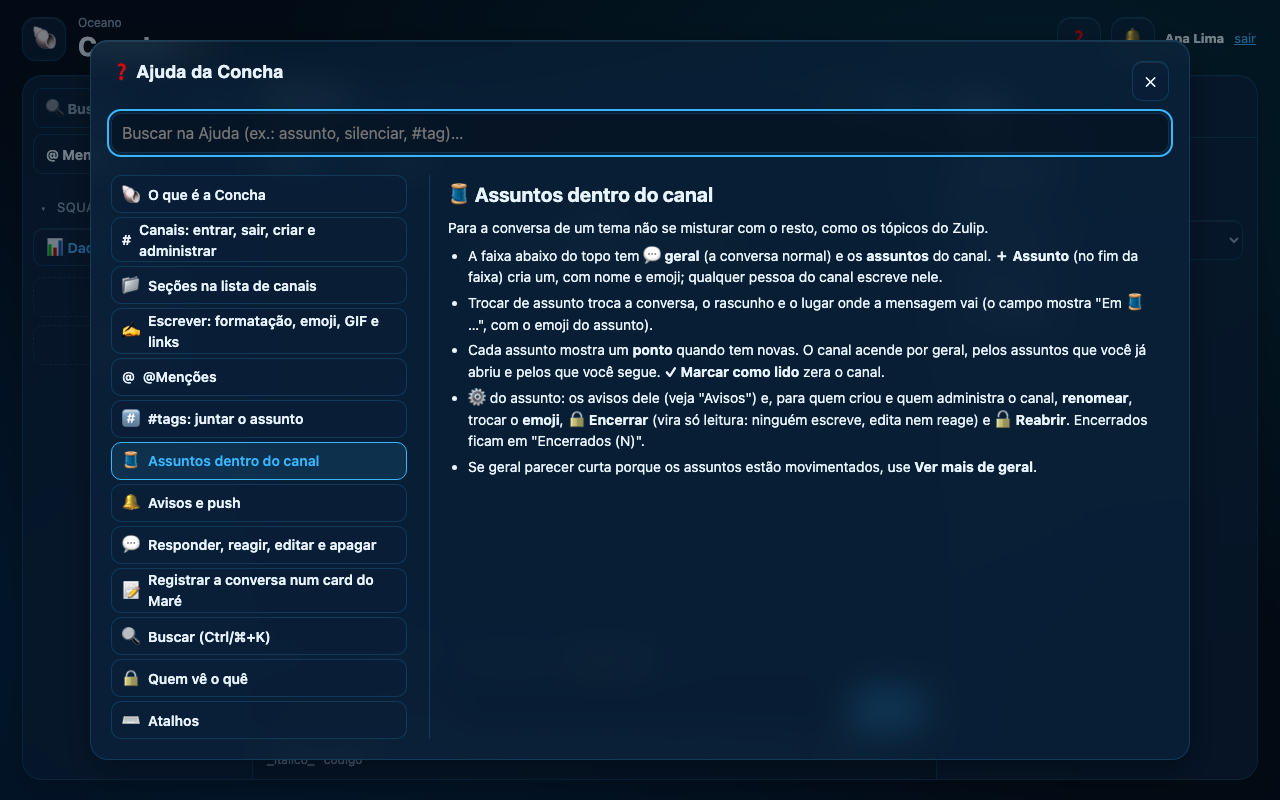 Oceano
Ana Lima sair
❓ Ajuda da Concha
✕
Buscar na Ajuda (ex.: assunto, silenciar, #tag)...
🐚 O que é a Concha
# Canais: entrar, sair, criar e
administrar
📁 Seções na lista de canais
✍️ Escrever: formatação, emoji, GIF e
links
@ @Menções
#️⃣ #tags: juntar o assunto
🧵 Assuntos dentro do canal
🔔 Avisos e push
💬 Responder, reagir, editar e apagar
📝 Registrar a conversa num card do
Maré
🔍 Buscar (Ctrl/⌘+K)
🔒 Quem vê o quê
⌨️ Atalhos
🧵 Assuntos dentro do canal
Para a conversa de um tema não se misturar com o resto, como os tópicos do Zulip.
• A faixa abaixo do topo tem 💬 geral (a conversa normal) e os assuntos do canal. + Assunto (no fim da
faixa) cria um, com nome e emoji; qualquer pessoa do canal escreve nele.
• Trocar de assunto troca a conversa, o rascunho e o lugar onde a mensagem vai (o campo mostra "Em 🧵
…", com o emoji do assunto).
• Cada assunto mostra um ponto quando tem novas. O canal acende por geral, pelos assuntos que você já
abriu e pelos que você segue. ✓ Marcar como lido zera o canal.
• ⚙️ do assunto: os avisos dele (veja "Avisos") e, para quem criou e quem administra o canal, renomear,
trocar o emoji, 🔒 Encerrar (vira só leitura: ninguém escreve, edita nem reage) e 🔓 Reabrir. Encerrados
ficam em "Encerrados (N)".
• Se geral parecer curta porque os assuntos estão movimentados, use Ver mais de geral.